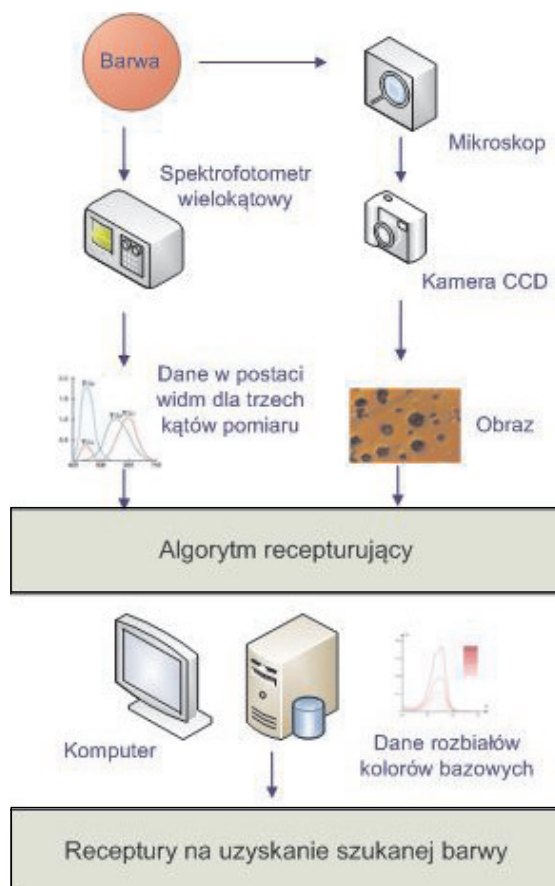 Barwa
Mikroskop
Spektrofotometr
wielokątowy
Kamera CCD
Dane w postaci
widm dla trzech
kątów pomiaru
Obraz
Algorytm recepturujący
Komputer
Dane rozbiałów
kolorów bazowych
Receptury na uzyskanie szukanej barwy